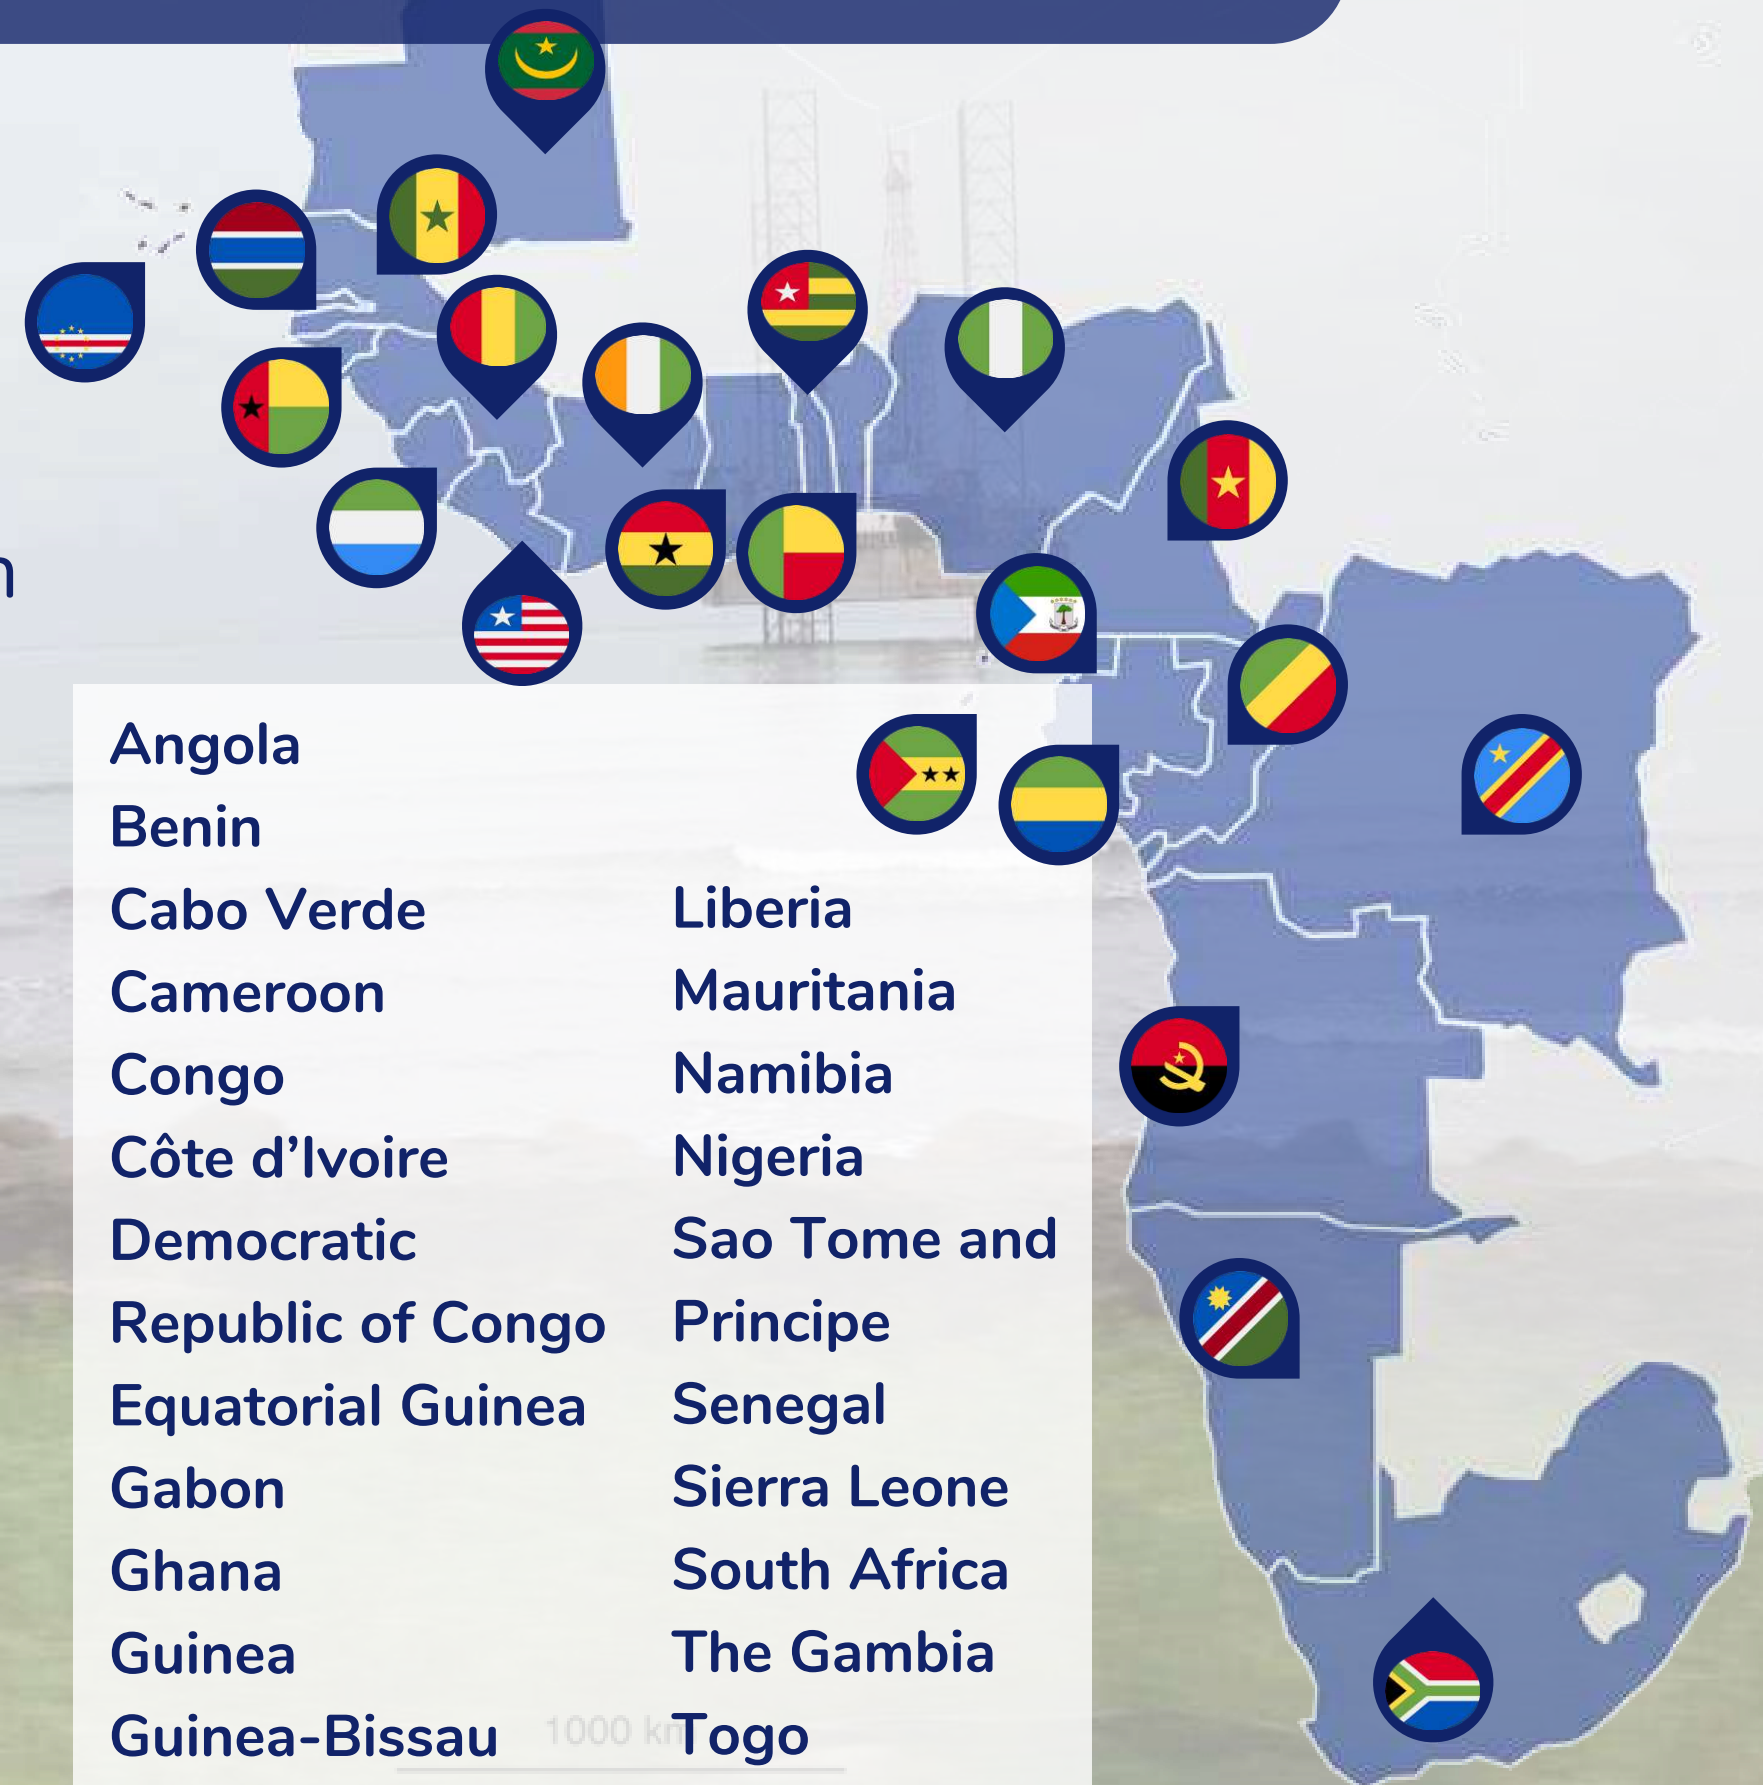 n
Angola
Benin
Cabo Verde
Cameroon
Congo
Côte d’Ivoire
Democratic
Republic of Congo
Equatorial Guinea
Gabon
Ghana
Guinea
Guinea-Bissau
Liberia
Mauritania
Namibia
Nigeria
Sao Tome and
Principe
Senegal
Sierra Leone
South Africa
The Gambia
Togo
1000 km